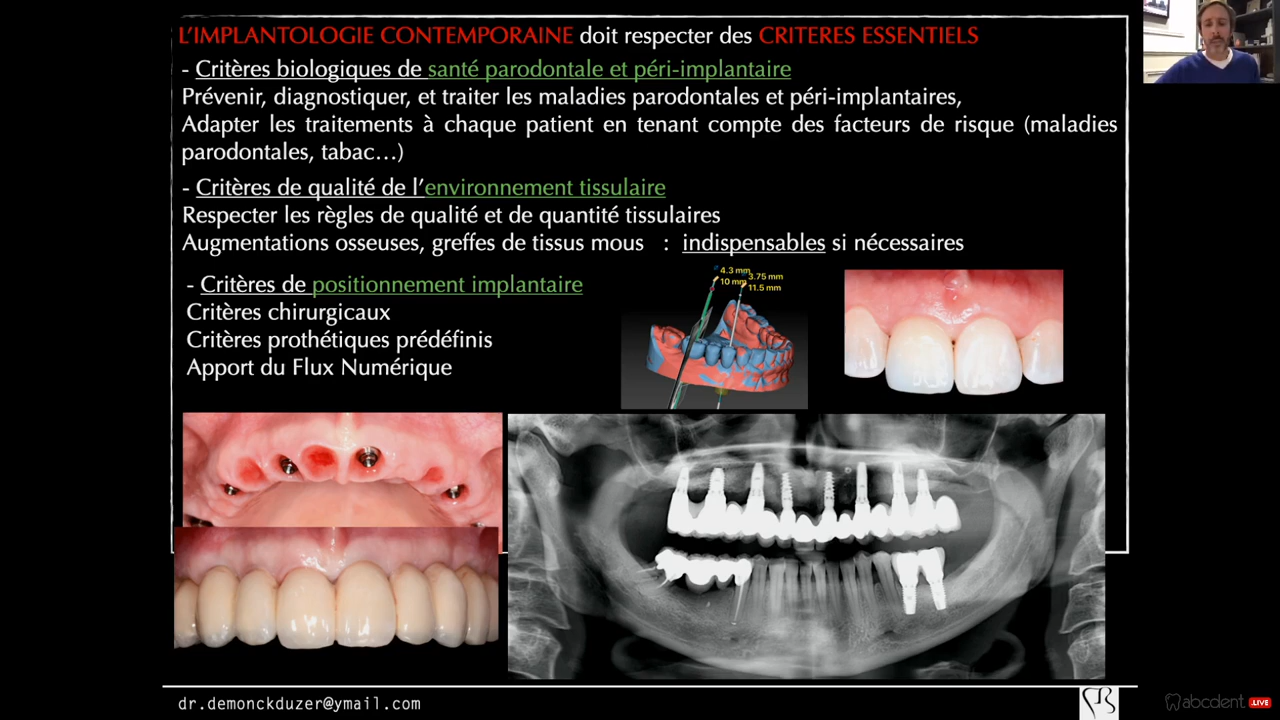 L'IMPLANTOLOGIE CONTEMPORAINE doit respecter des CRITERES ESSENTIELS
- Critères biologiques de santé parodontale et péri-implantaire
Prévenir, diagnostiquer, et traiter les maladies parodontales et péri-implantaires,
Adapter les traitements à chaque patient en tenant compte des facteurs de risque (maladies
parodontales, tabac…)
- Critères de qualité de l'environnement tissulaire
Respecter les règles de qualité et de quantité tissulaires
Augmentations osseuses, greffes de tissus mous : indispensables si nécessaires
- Critères de positionnement implantaire
Critères chirurgicaux
Critères prothétiques prédéfinis
Apport du Flux Numérique
4.3 mm
10 mm
3.75 mm
11.5 mm
dr.demonckduzer@ymail.com
abcdent.LIVE